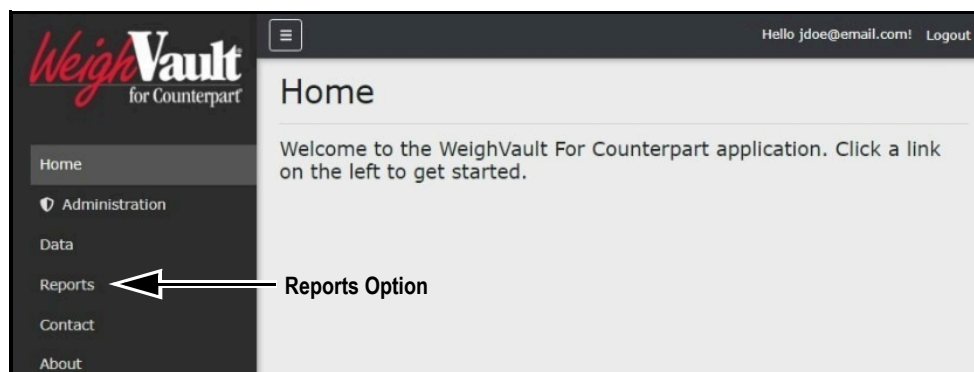 WeighVault
for Counterpart
≡
Hello jdoe@email.com! Logout
Home
Welcome to the WeighVault For Counterpart application. Click a link
on the left to get started.
Home
Administration
Data
Reports
Reports Option
Contact
About